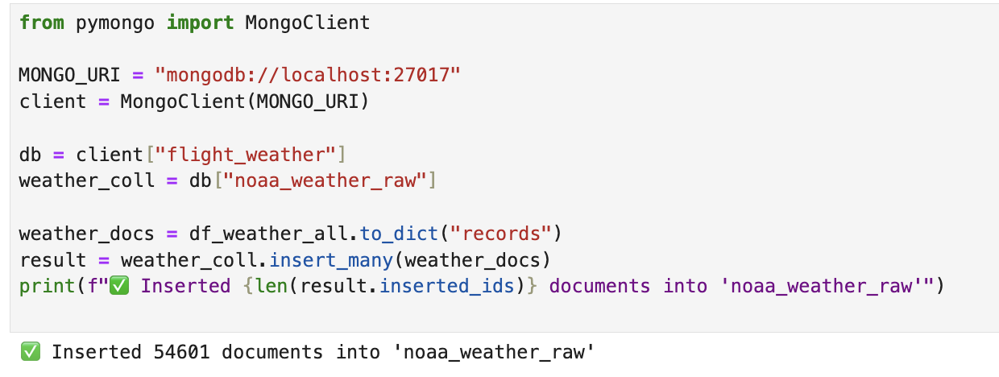 from pymongo import MongoClient
MONGO_URI = "mongodb://localhost:27017"
client = MongoClient(MONGO_URI)
db = client["flight_weather"]
weather_coll = db["noaa_weather_raw"]
weather_docs = df_weather_all.to_dict("records")
result = weather_coll.insert_many(weather_docs)
print(f"✅ Inserted {len(result.inserted_ids)} documents into 'noaa_weather_raw'")
✅ Inserted 54601 documents into 'noaa_weather_raw'